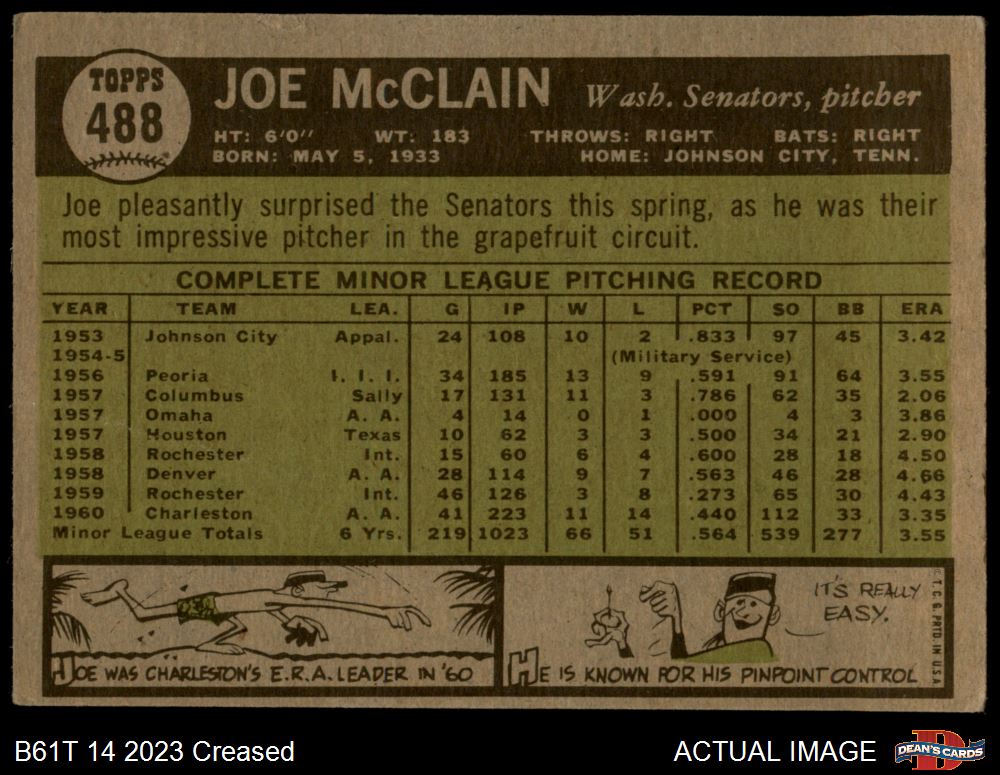 TOPPS
488
JOE McCLAIN Wash. Senators, pitcher
HT: 6'0" WT: 183 THROWS: RIGHT BATS: RIGHT
BORN: MAY 5, 1933 HOME: JOHNSON CITY, TENN.
Joe pleasantly surprised the Senators this spring, as he was their
most impressive pitcher in the grapefruit circuit.
COMPLETE MINOR LEAGUE PITCHING RECORD
YEAR TEAM LEA. G IP W L PCT SO BB ERA
1953 Johnson City Appal. 24 108 10 2 .833 97 45 3.42
1954-5 (Military Service)
1956 Peoria I. I. I. 34 185 13 9 .591 91 64 3.55
1957 Columbus Sally 17 131 11 3 .786 62 35 2.06
1957 Omaha A. A. 4 14 0 1 .000 4 3 3.86
1957 Houston Texas 10 62 3 3 .500 34 21 2.90
1958 Rochester Int. 15 60 6 4 .600 28 18 4.50
1958 Denver A. A. 28 114 9 7 .563 46 28 4.66
1959 Rochester Int. 46 126 3 8 .273 65 30 4.43
1960 Charleston A. A. 41 223 11 14 .440 112 33 3.35
Minor League Totals 6 Yrs. 219 1023 66 51 .564 539 277 3.55
JOE WAS CHARLESTON'S E.R.A. LEADER IN '60
IT'S REALLY
EASY.
HE IS KNOWN FOR HIS PINPOINT CONTROL
© T. C. G. PRTD. IN U.S.A.
B61T 14 2023 Creased ACTUAL IMAGE
D
DEAN'S CARDS